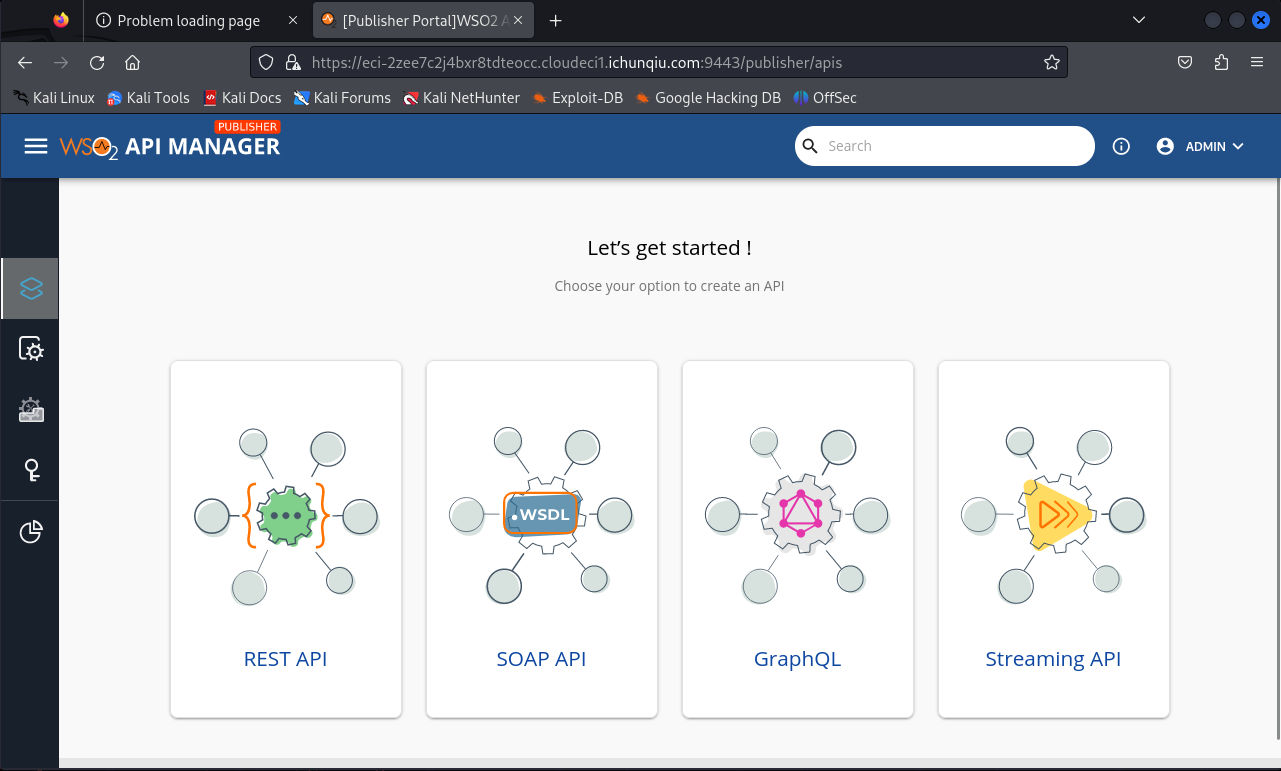 Problem loading page
[Publisher Portal]WSO2 A
https://eci-2zee7c2j4bxr8tdteocc.cloudeci1.ichunqiu.com:9443/publisher/apis
Kali Linux Kali Tools Kali Docs Kali Forums Kali NetHunter Exploit-DB Google Hacking DB OffSec
PUBLISHER
WSO2 API MANAGER Search ADMIN
Let's get started !
Choose your option to create an API
.WSDL
REST API SOAP API GraphQL Streaming API